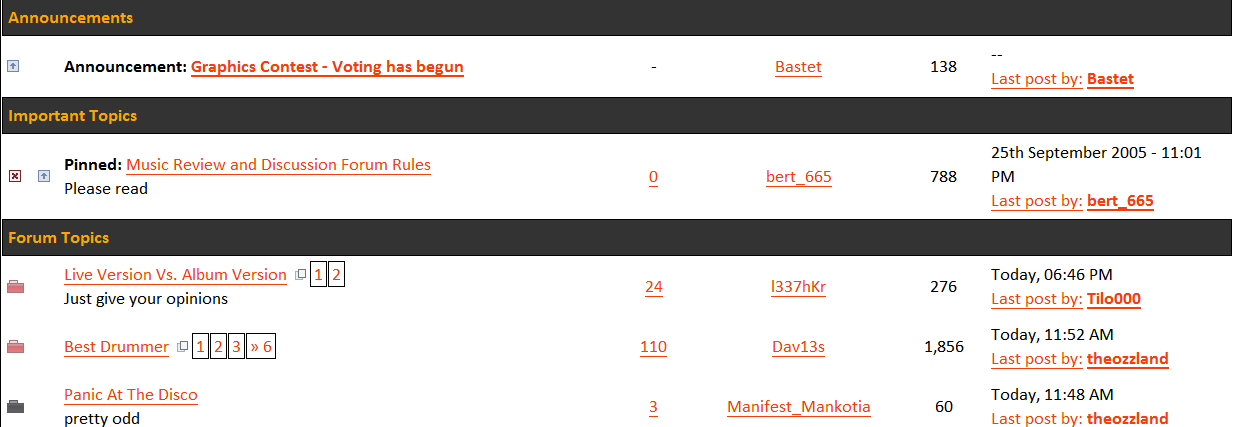 Announcements
Announcement: Graphics Contest - Voting has begun - Bastet 138 --
Last post by: Bastet
Important Topics
Pinned: Music Review and Discussion Forum Rules 0 bert_665 788 25th September 2005 - 11:01 PM
Please read Last post by: bert_665
Forum Topics
Live Version Vs. Album Version 1 2 24 l337hKr 276 Today, 06:46 PM
Just give your opinions Last post by: Tilo000
Best Drummer 1 2 3 » 6 110 Dav13s 1,856 Today, 11:52 AM
Last post by: theozzland
Panic At The Disco 3 Manifest_Mankotia 60 Today, 11:48 AM
pretty odd Last post by: theozzland